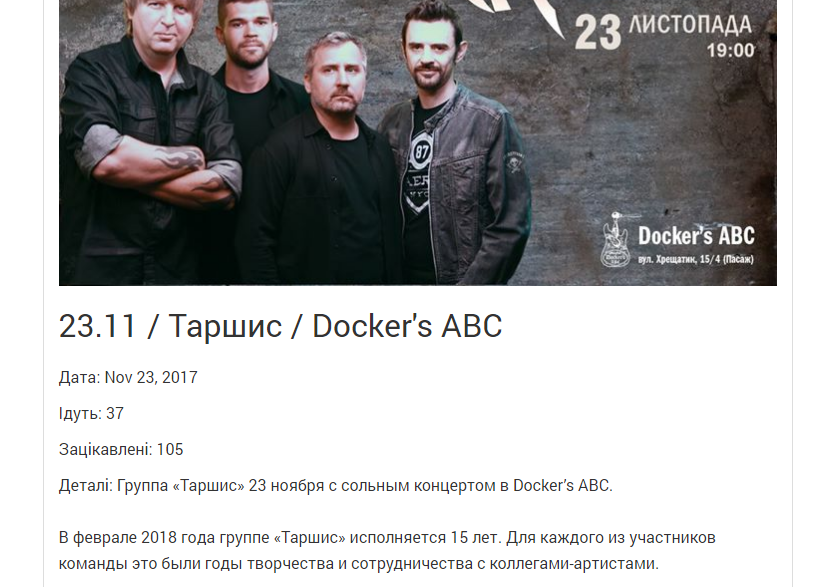 23 ЛИСТОПАДА
19:00
87
Docker's ABC
вул. Хрещатик, 15/4 (Пасаж)
23.11 / Таршис / Docker's ABC
Дата: Nov 23, 2017
Ідуть: 37
Зацікавлені: 105
Деталі: Группа «Таршис» 23 ноября с сольным концертом в Docker’s ABC.
В феврале 2018 года группе «Таршис» исполняется 15 лет. Для каждого из участников
команды это были годы творчества и сотрудничества с коллегами-артистами.